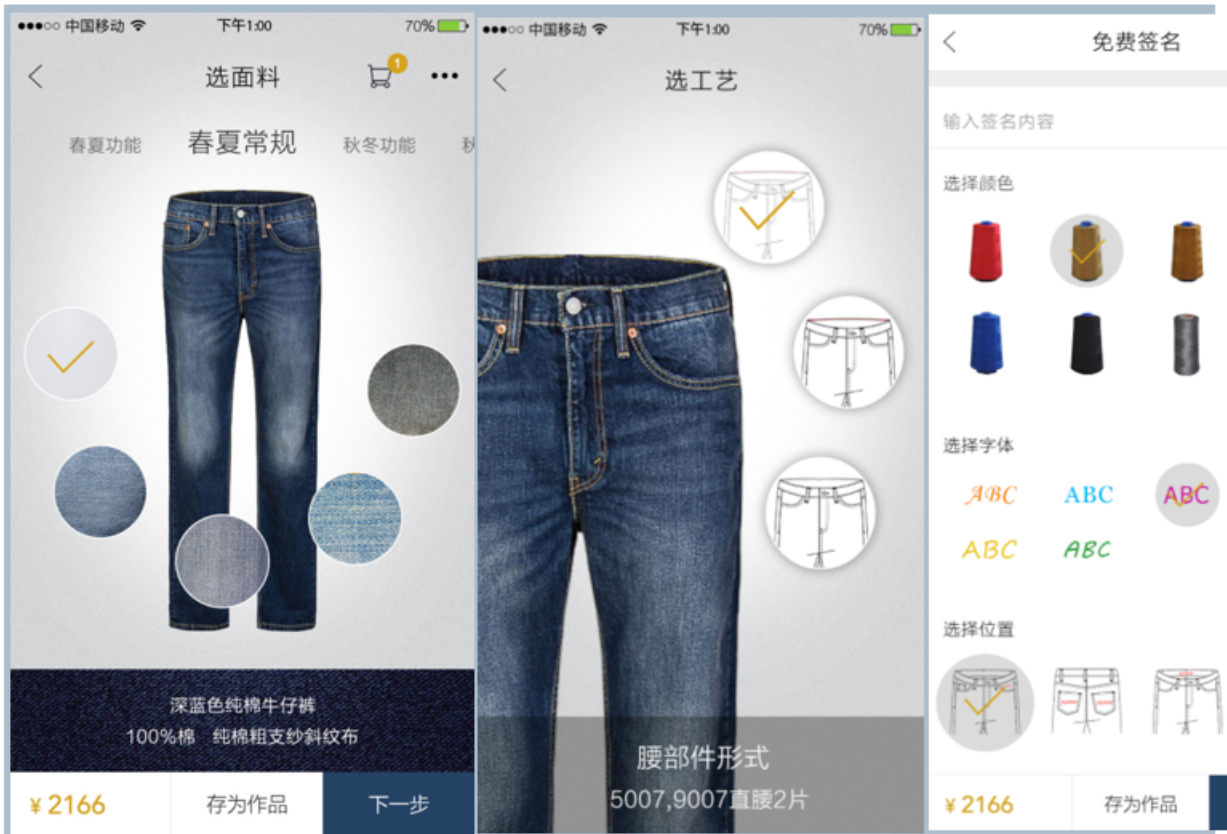 中国移动
下午1:00
70%
选面料
1
春夏功能
春夏常规
秋冬功能
秋
深蓝色纯棉牛仔裤
100%棉 纯棉粗支纱斜纹布
¥ 2166
存为作品
下一步
中国移动
下午1:00
70%
选工艺
腰部件形式
5007,9007直腰2片
免费签名
输入签名内容
选择颜色
选择字体
ABC
ABC
ABC
ABC
ABC
选择位置
¥ 2166
存为作品